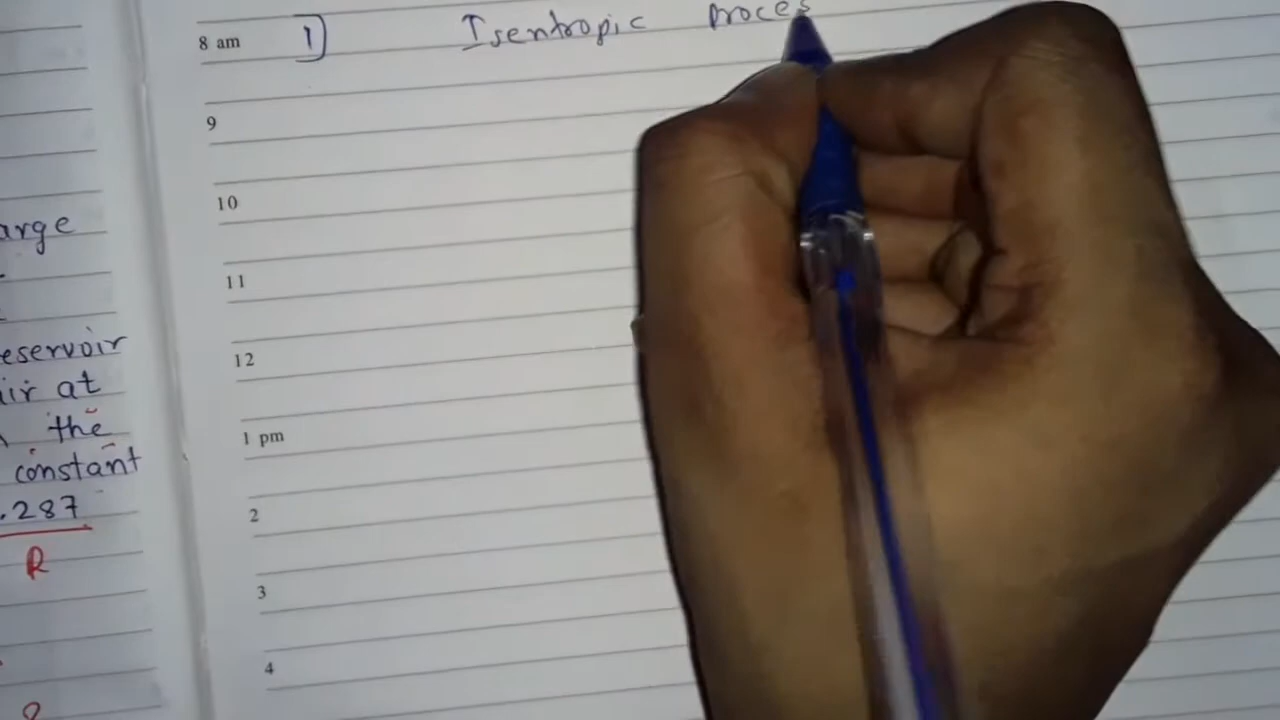 8 am 1] Isentropic Proces
9
10
11
12
1 pm
2
3
4
arge
eservoir
ir at
the
constant
.287
R